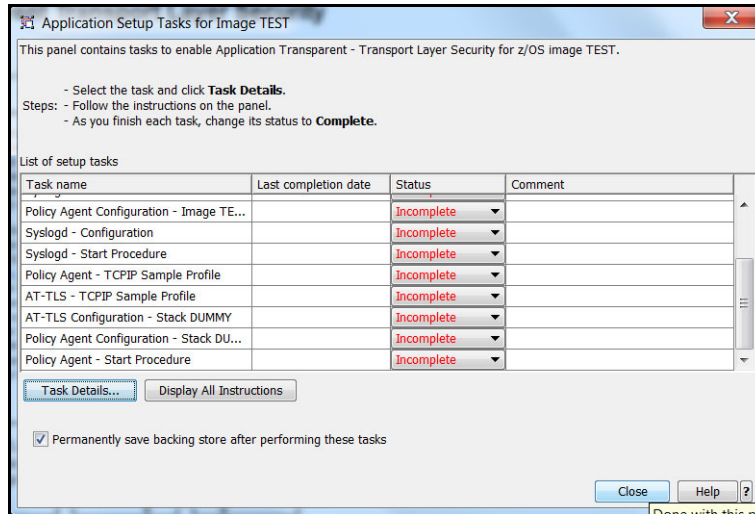 Application Setup Tasks for Image TEST
This panel contains tasks to enable Application Transparent - Transport Layer Security for z/OS image TEST.
- Select the task and click Task Details.
Steps: - Follow the instructions on the panel.
- As you finish each task, change its status to Complete.
List of setup tasks
Task name Last completion date Status Comment
Policy Agent Configuration - Image TE... Incomplete
Syslogd - Configuration Incomplete
Syslogd - Start Procedure Incomplete
Policy Agent - TCPIP Sample Profile Incomplete
AT-TLS - TCPIP Sample Profile Incomplete
AT-TLS Configuration - Stack DUMMY Incomplete
Policy Agent Configuration - Stack DU... Incomplete
Policy Agent - Start Procedure Incomplete
Task Details... Display All Instructions
Permanently save backing store after performing these tasks
Close Help ?
Done with this